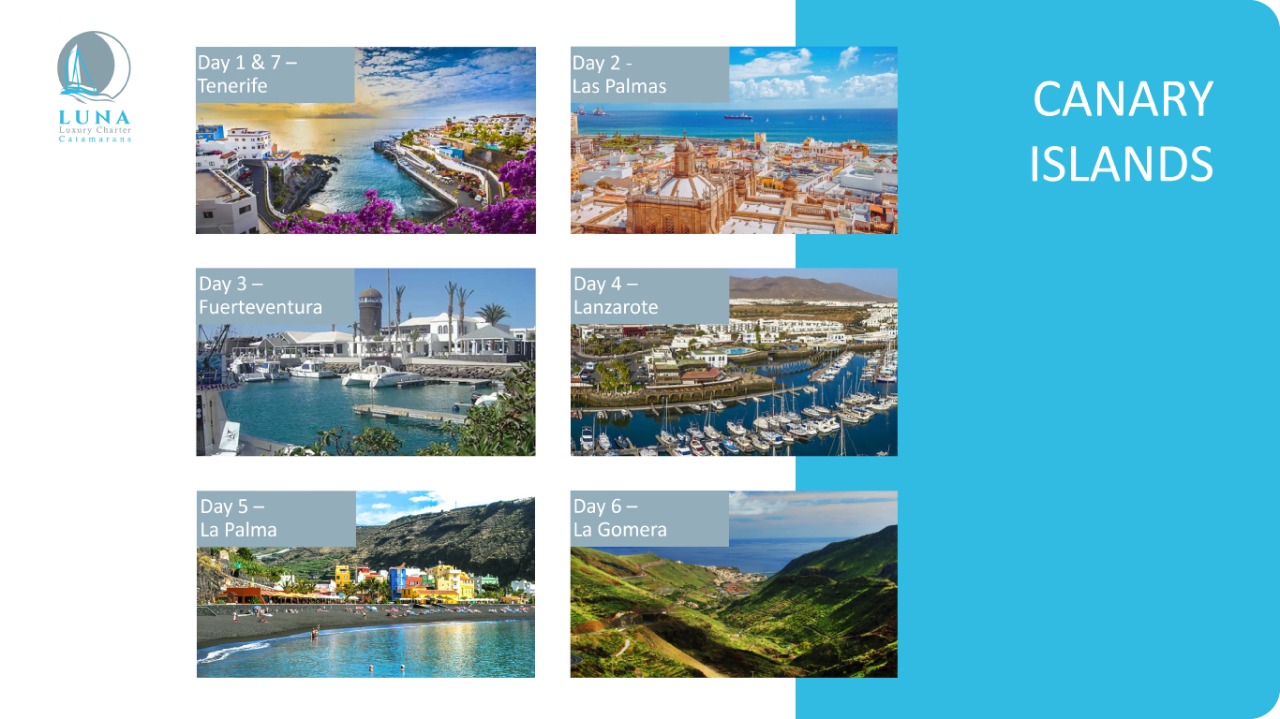 LUNA
Luxury Charter
Catamarans
CANARY
ISLANDS
Day 1 & 7 –
Tenerife
Day 2 -
Las Palmas
Day 3 –
Fuerteventura
Day 4 –
Lanzarote
Day 5 –
La Palma
Day 6 –
La Gomera